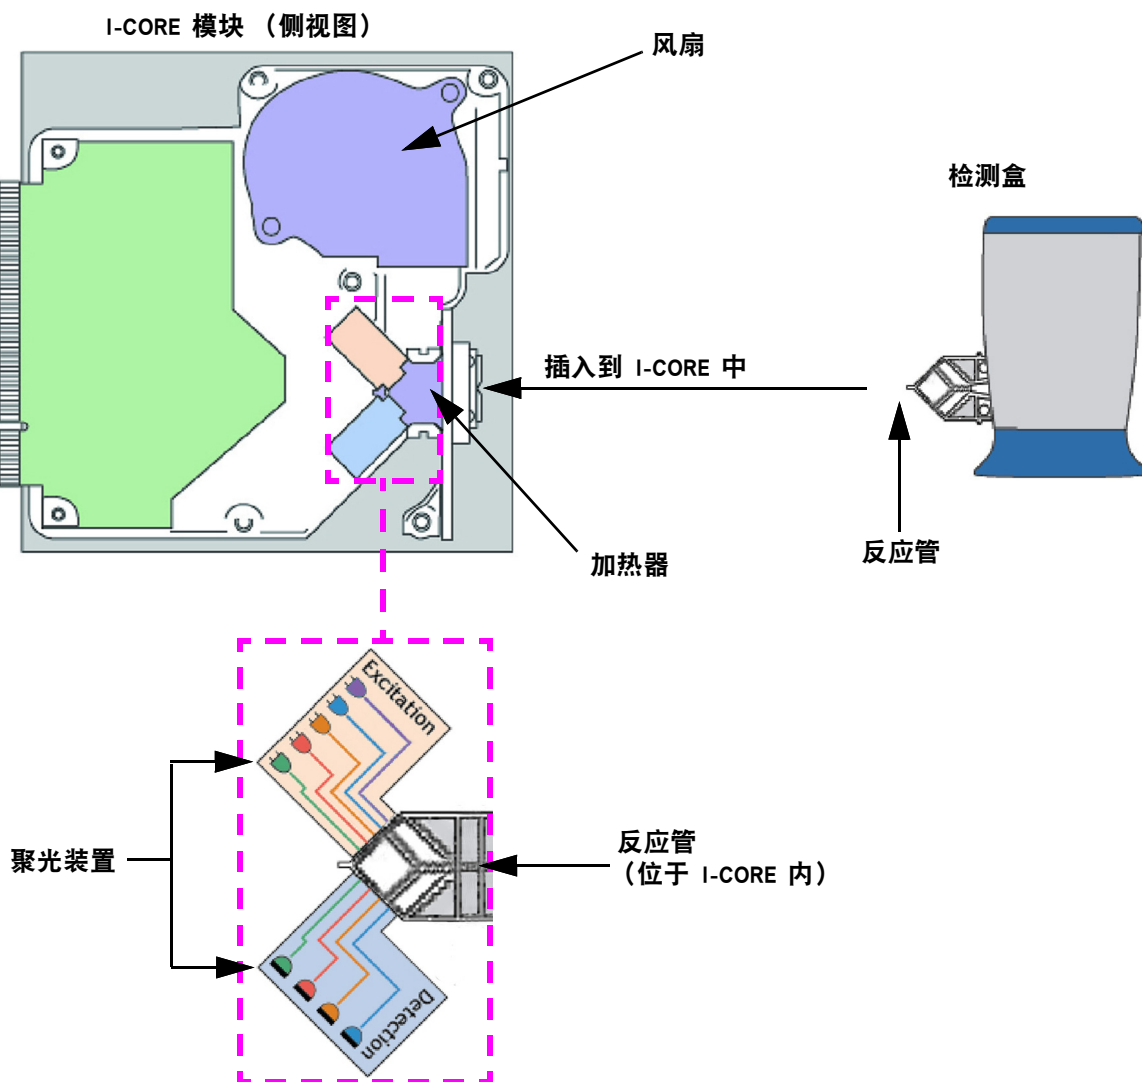 I-CORE 模块 （侧视图）
风扇
检测盒
插入到 I-CORE 中
反应管
加热器
Excitation
聚光装置
反应管
（位于 I-CORE 内）
Detection